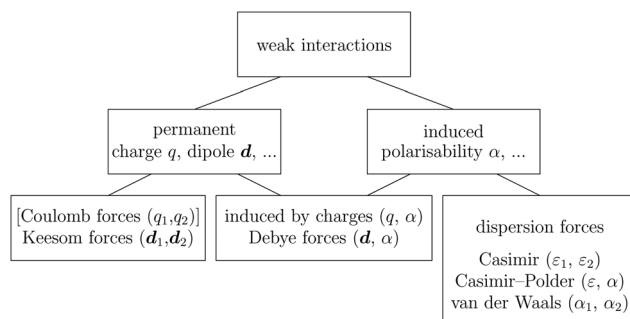 weak interactions
permanent
charge q, dipole d, ...
induced
polarisability α, ...
[Coulomb forces (q₁,q₂)]
Keesom forces (d₁,d₂)
induced by charges (q, α)
Debye forces (d, α)
dispersion forces
Casimir (ε₁, ε₂)
Casimir–Polder (ε, α)
van der Waals (α₁, α₂)